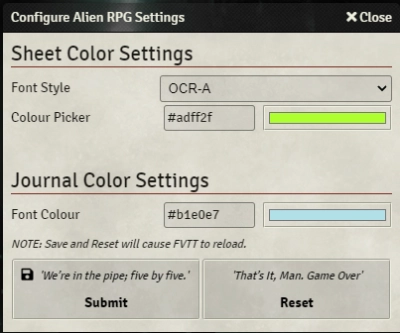 Configure Alien RPG Settings
Close
Sheet Color Settings
Font Style
OCR-A
Colour Picker
#adff2f
Journal Color Settings
Font Colour
#b1e0e7
NOTE: Save and Reset will cause FVTT to reload.
'We're in the pipe; five by five.'
Submit
'That's It, Man. Game Over'
Reset